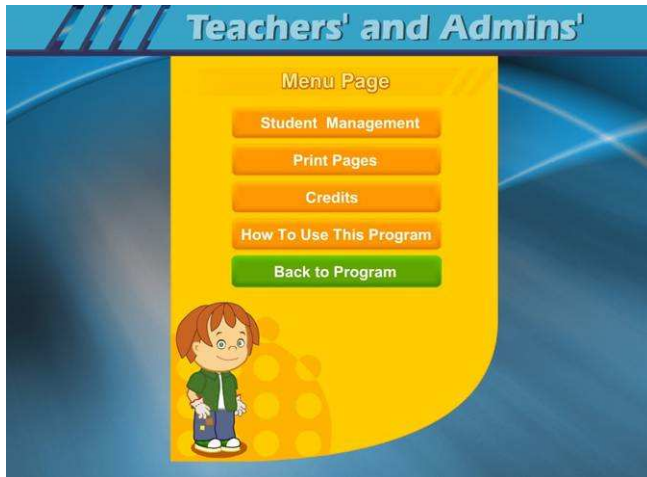 Teachers' and Admins'
Menu Page
Student Management
Print Pages
Credits
How To Use This Program
Back to Program